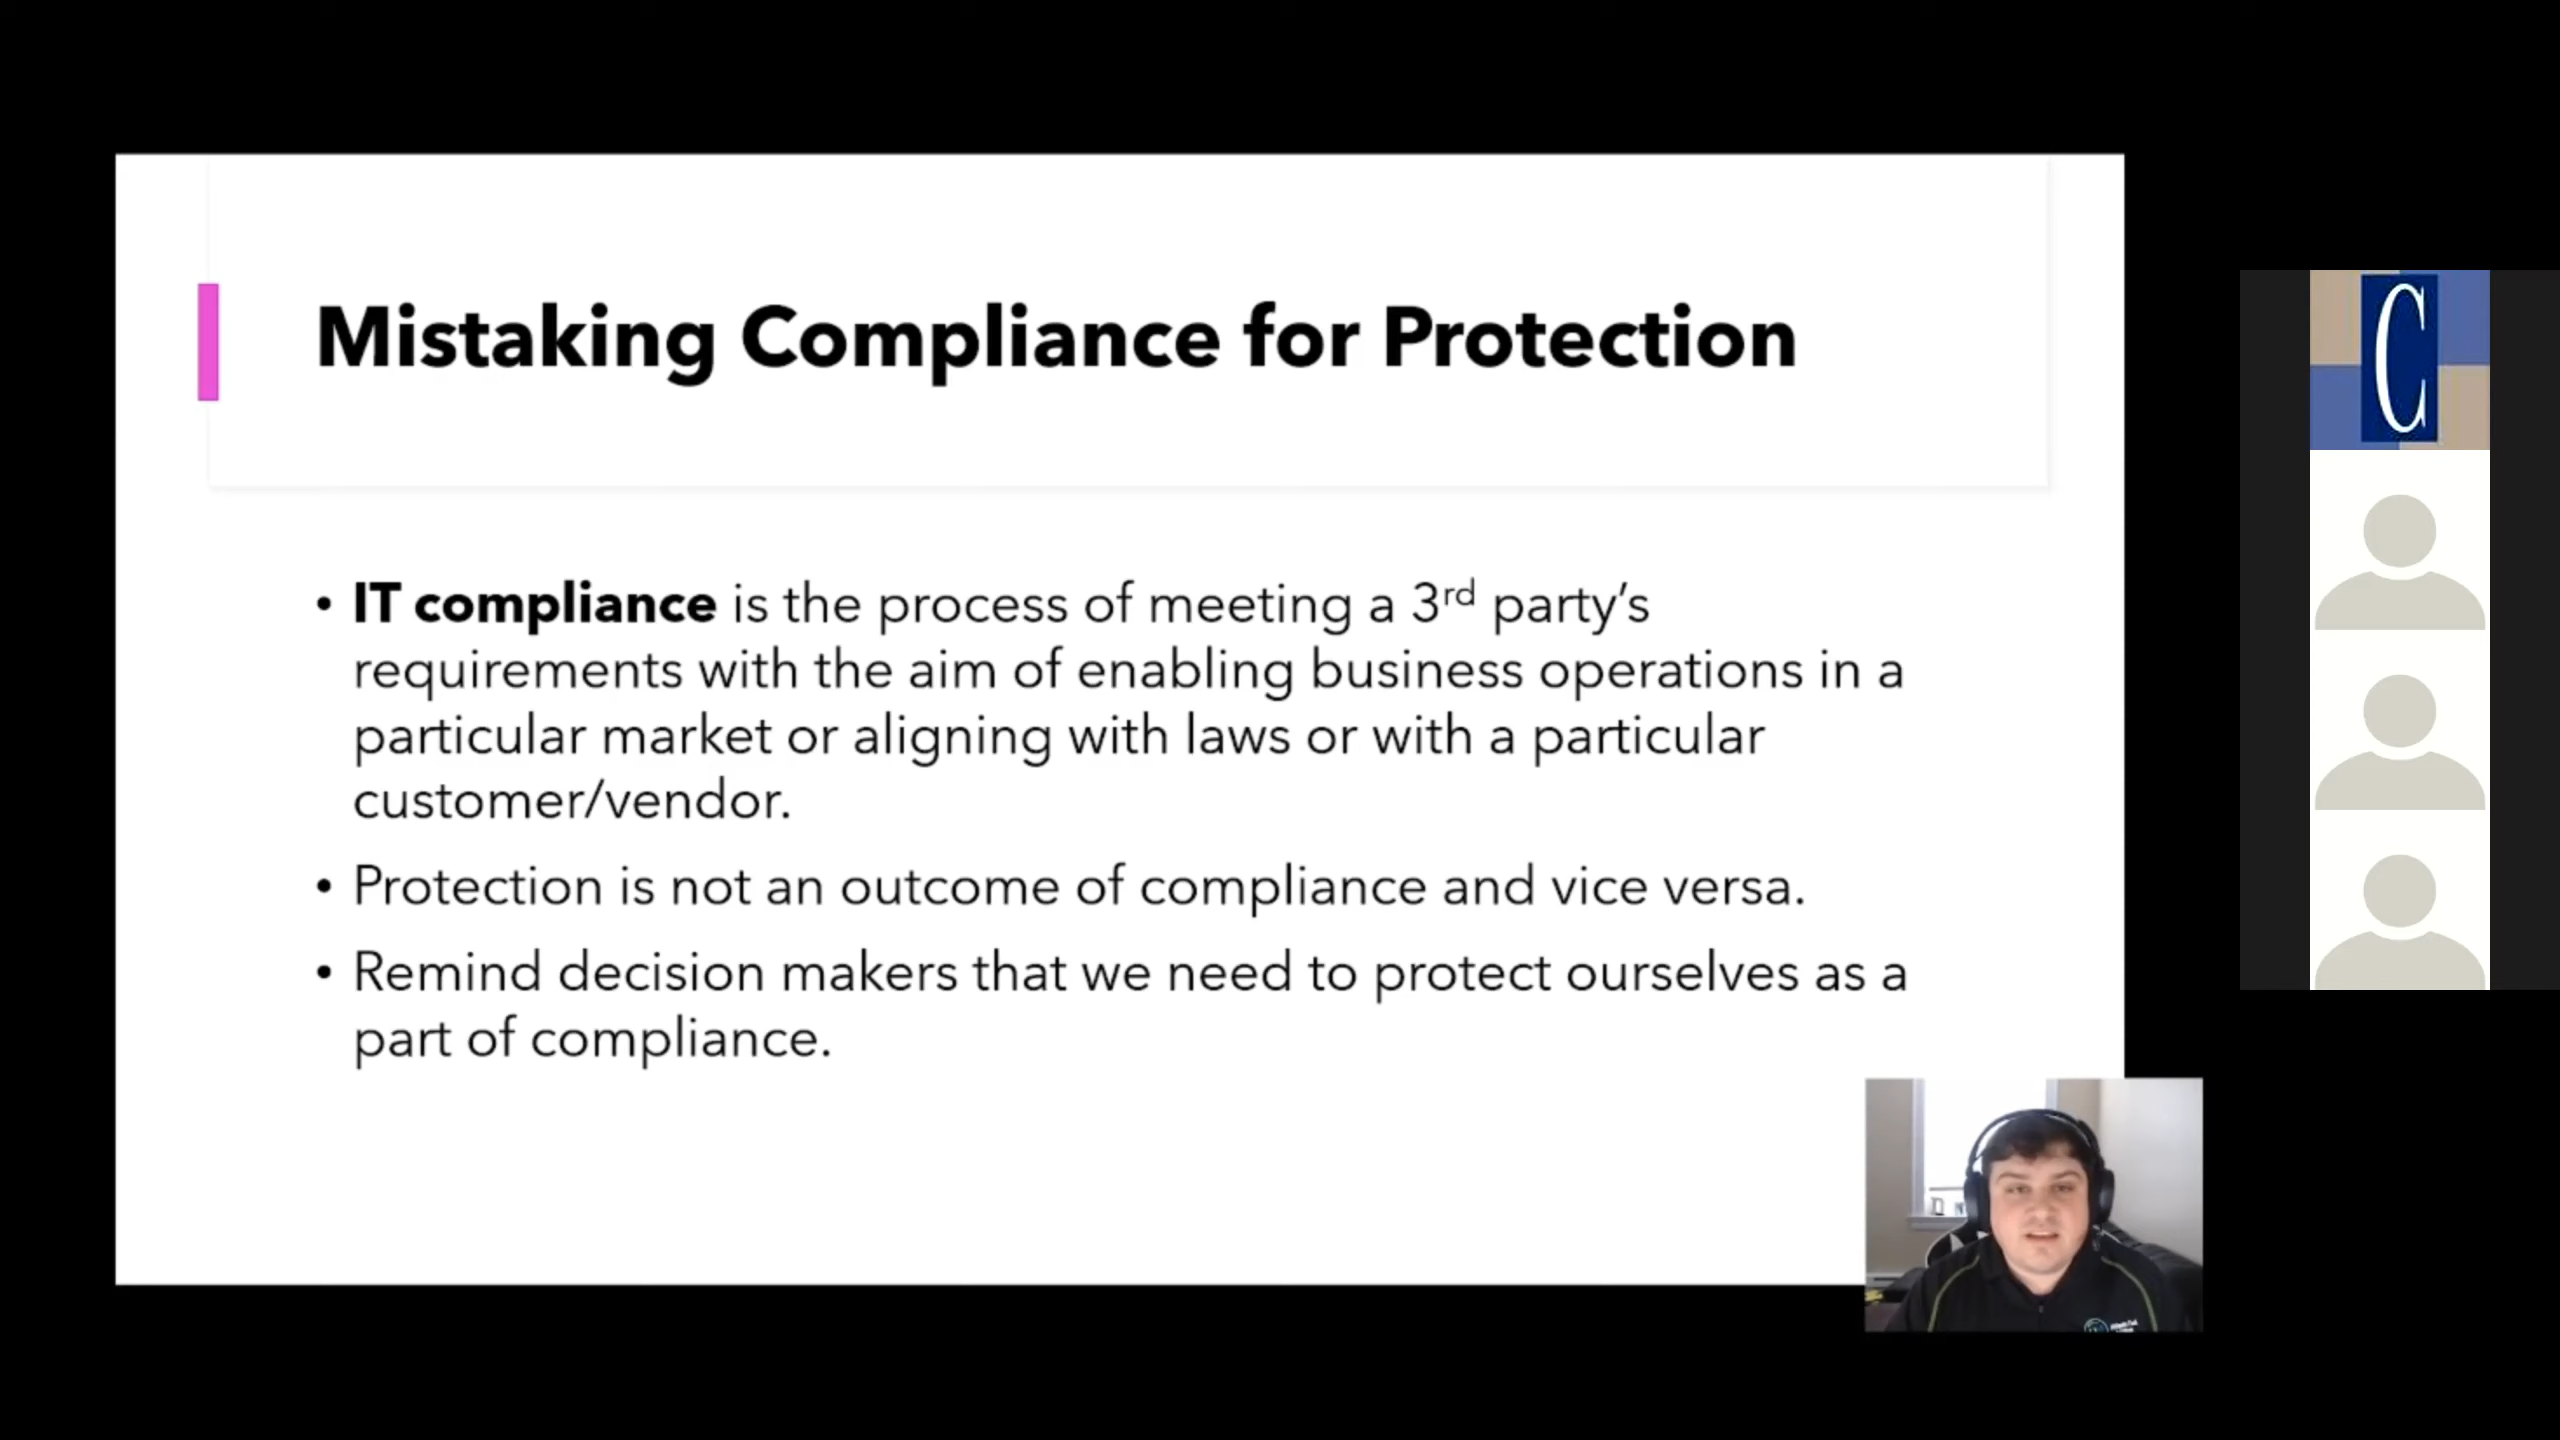 C
Mistaking Compliance for Protection
• IT compliance is the process of meeting a 3rd party’s
requirements with the aim of enabling business operations in a
particular market or aligning with laws or with a particular
customer/vendor.
• Protection is not an outcome of compliance and vice versa.
• Remind decision makers that we need to protect ourselves as a
part of compliance.